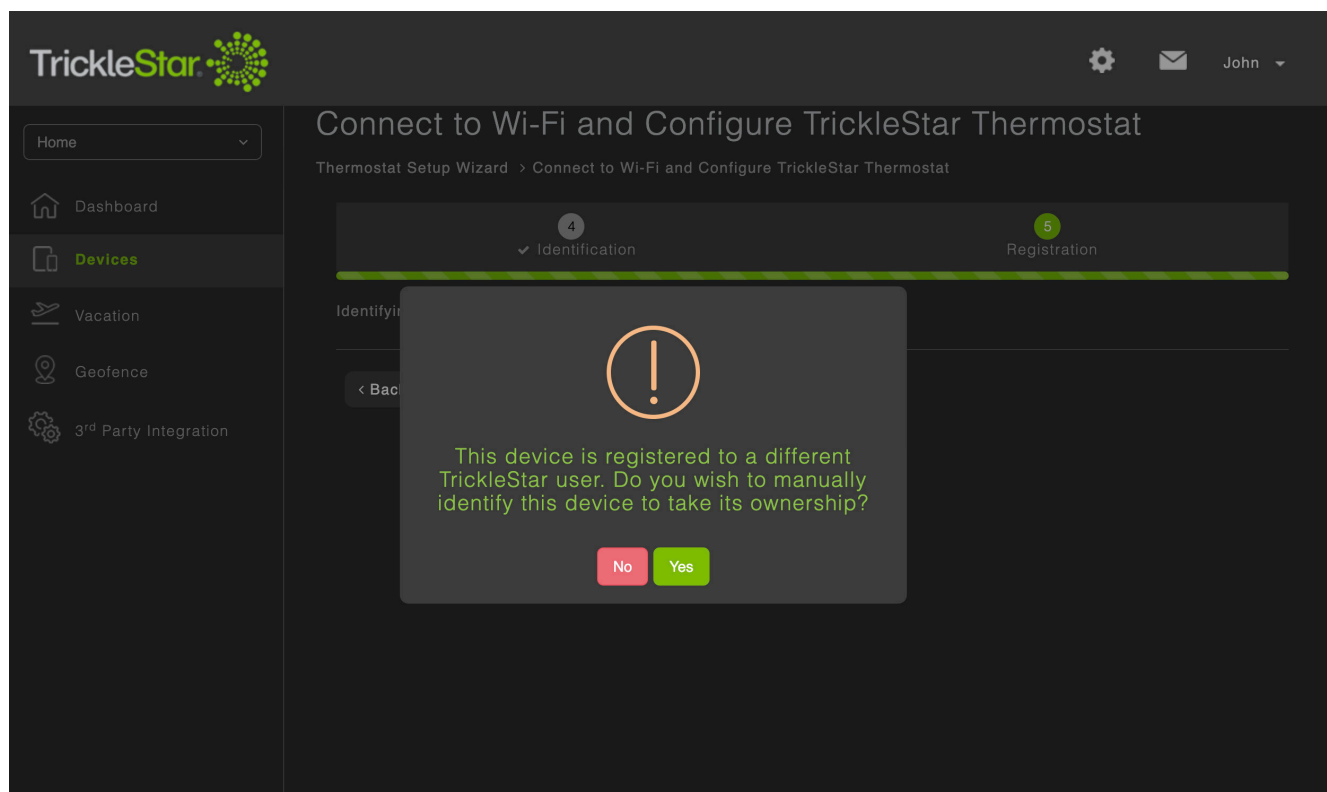 TrickleStar
John
Home
Dashboard
Devices
Vacation
Geofence
3rd Party Integration
Connect to Wi-Fi and Configure TrickleStar Thermostat
Thermostat Setup Wizard > Connect to Wi-Fi and Configure TrickleStar Thermostat
4
Identification
5
Registration
This device is registered to a different
TrickleStar user. Do you wish to manually
identify this device to take its ownership?
No
Yes